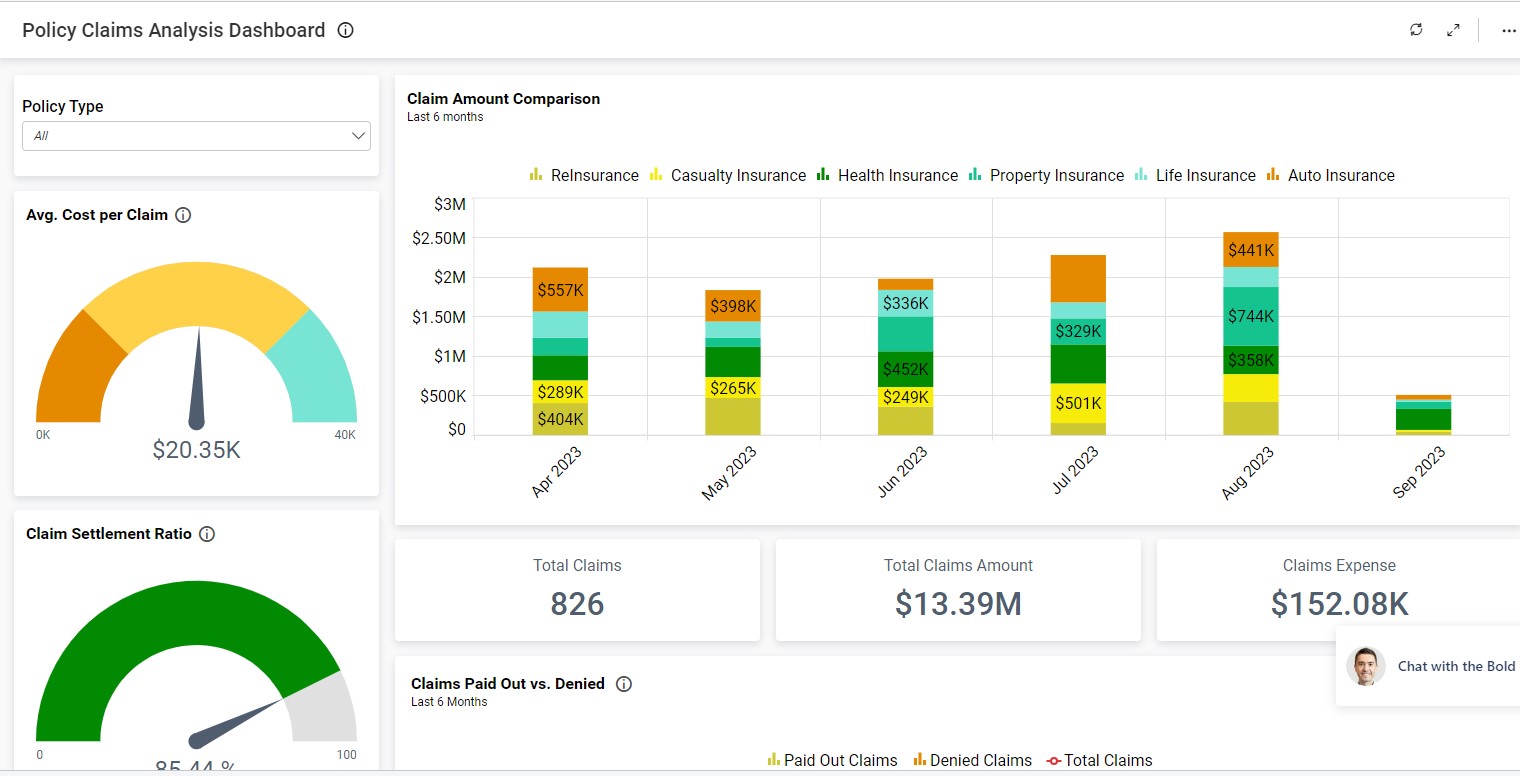 Policy Claims Analysis Dashboard
Policy Type
All
Avg. Cost per Claim
0K
40K
$20.35K
Claim Settlement Ratio
0
100
85.44 %
Claim Amount Comparison
Last 6 months
ReInsurance Casualty Insurance Health Insurance Property Insurance Life Insurance Auto Insurance
$3M
$2.50M
$2M
$1.50M
$1M
$500K
$0
$557K
$289K
$404K
$398K
$265K
$336K
$452K
$249K
$329K
$501K
$441K
$744K
$358K
Apr 2023 May 2023 Jun 2023 Jul 2023 Aug 2023 Sep 2023
Total Claims
826
Total Claims Amount
$13.39M
Claims Expense
$152.08K
Chat with the Bold
Claims Paid Out vs. Denied
Last 6 Months
Paid Out Claims Denied Claims Total Claims